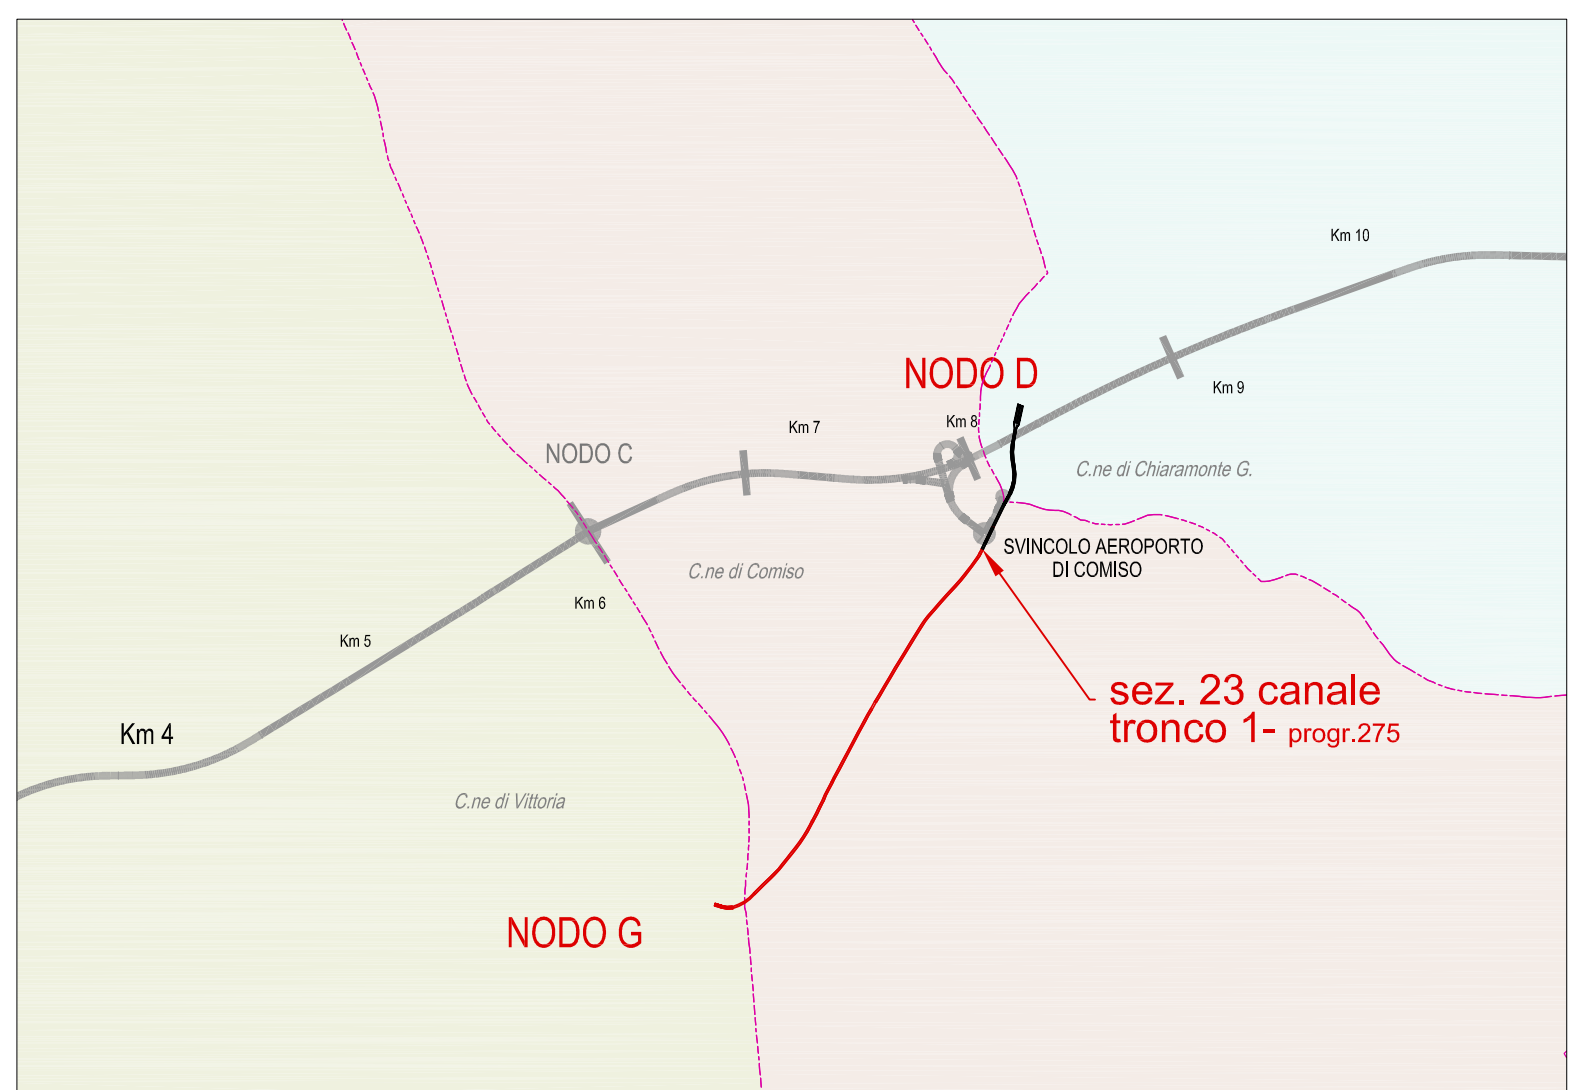 Km 10
NODO D
Km 9
Km 8
Km 7
NODO C
C.ne di Chiaramonte G.
SVINCOLO AEROPORTO
DI COMISO
C.ne di Comiso
Km 6
Km 5
sez. 23 canale
tronco 1- progr.275
Km 4
C.ne di Vittoria
NODO G